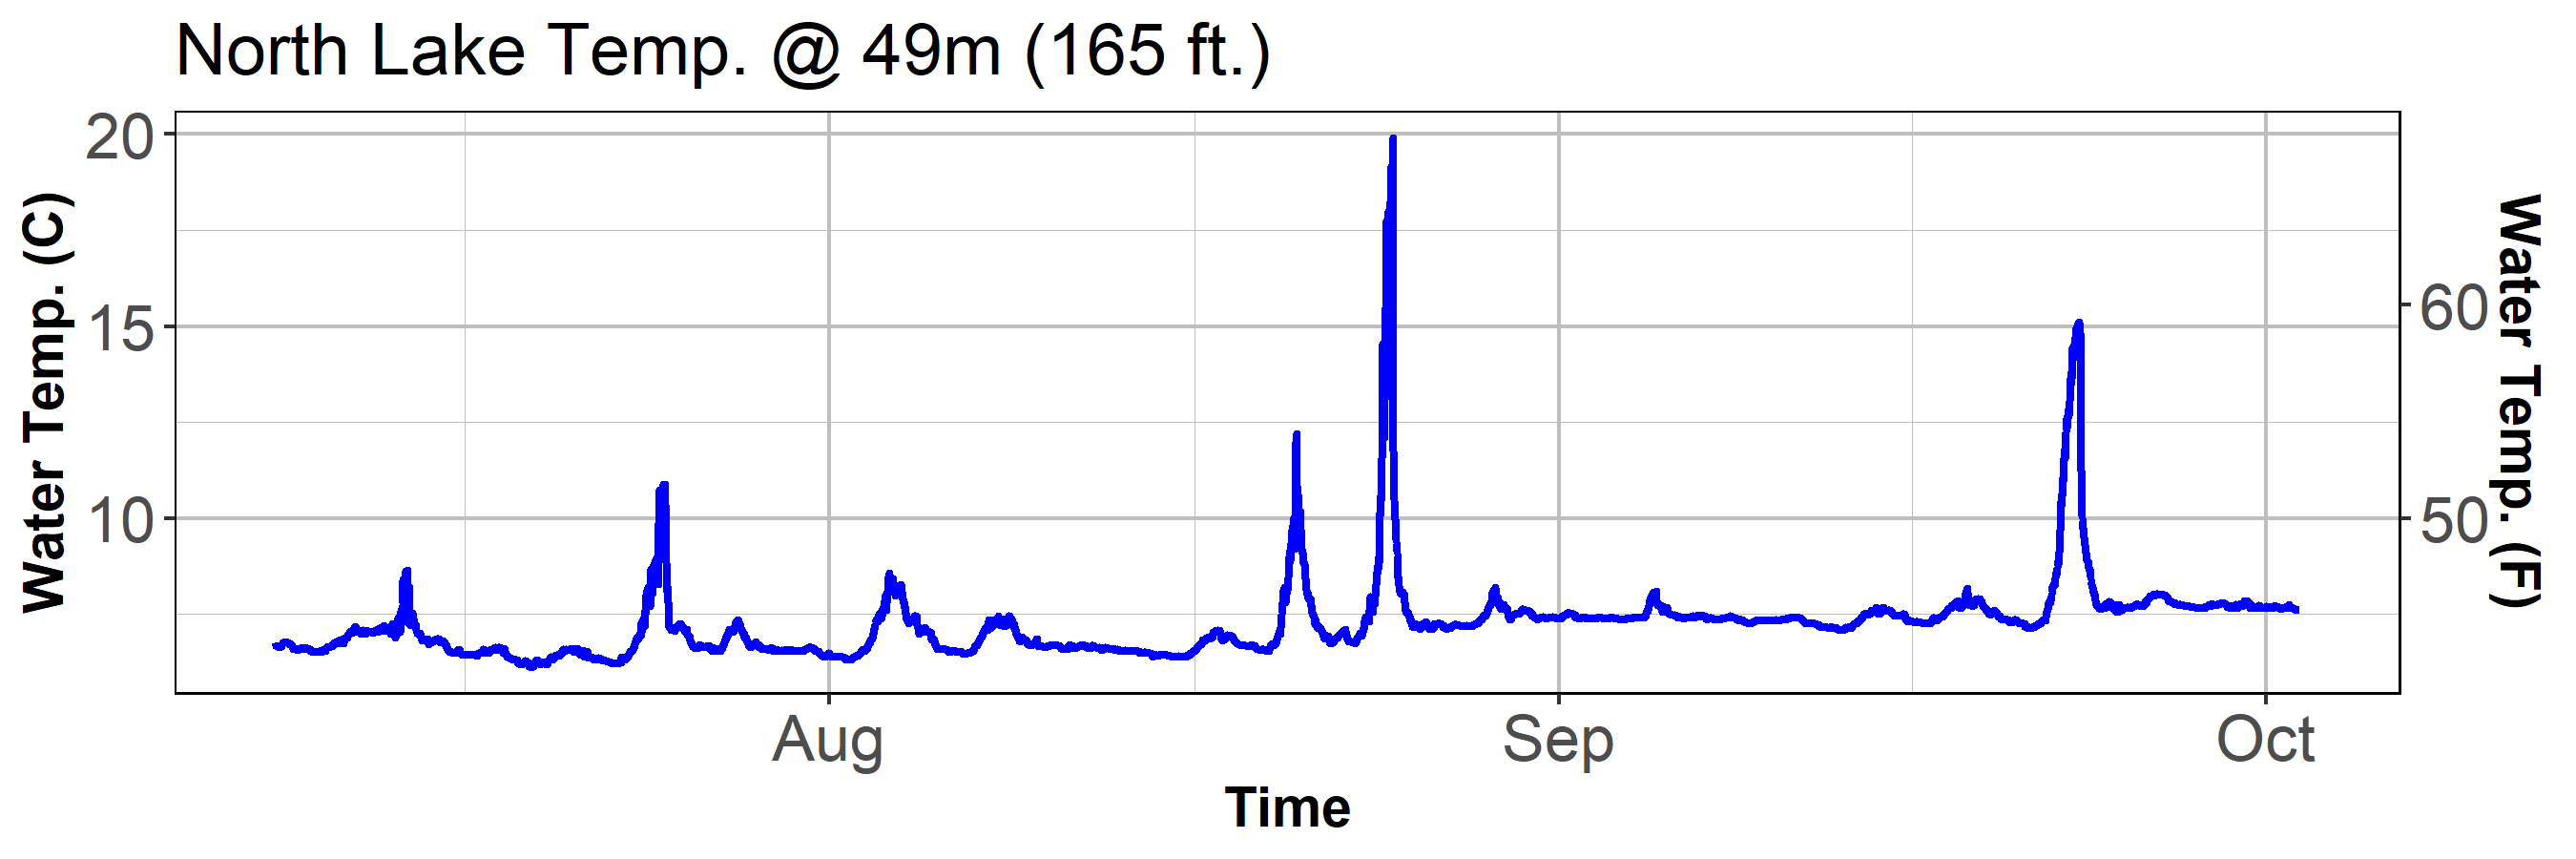 North Lake Temp. @ 49m (165 ft.)
Water Temp. (C)
20
15
10
60
50
Water Temp. (F)
Aug
Sep
Oct
Time